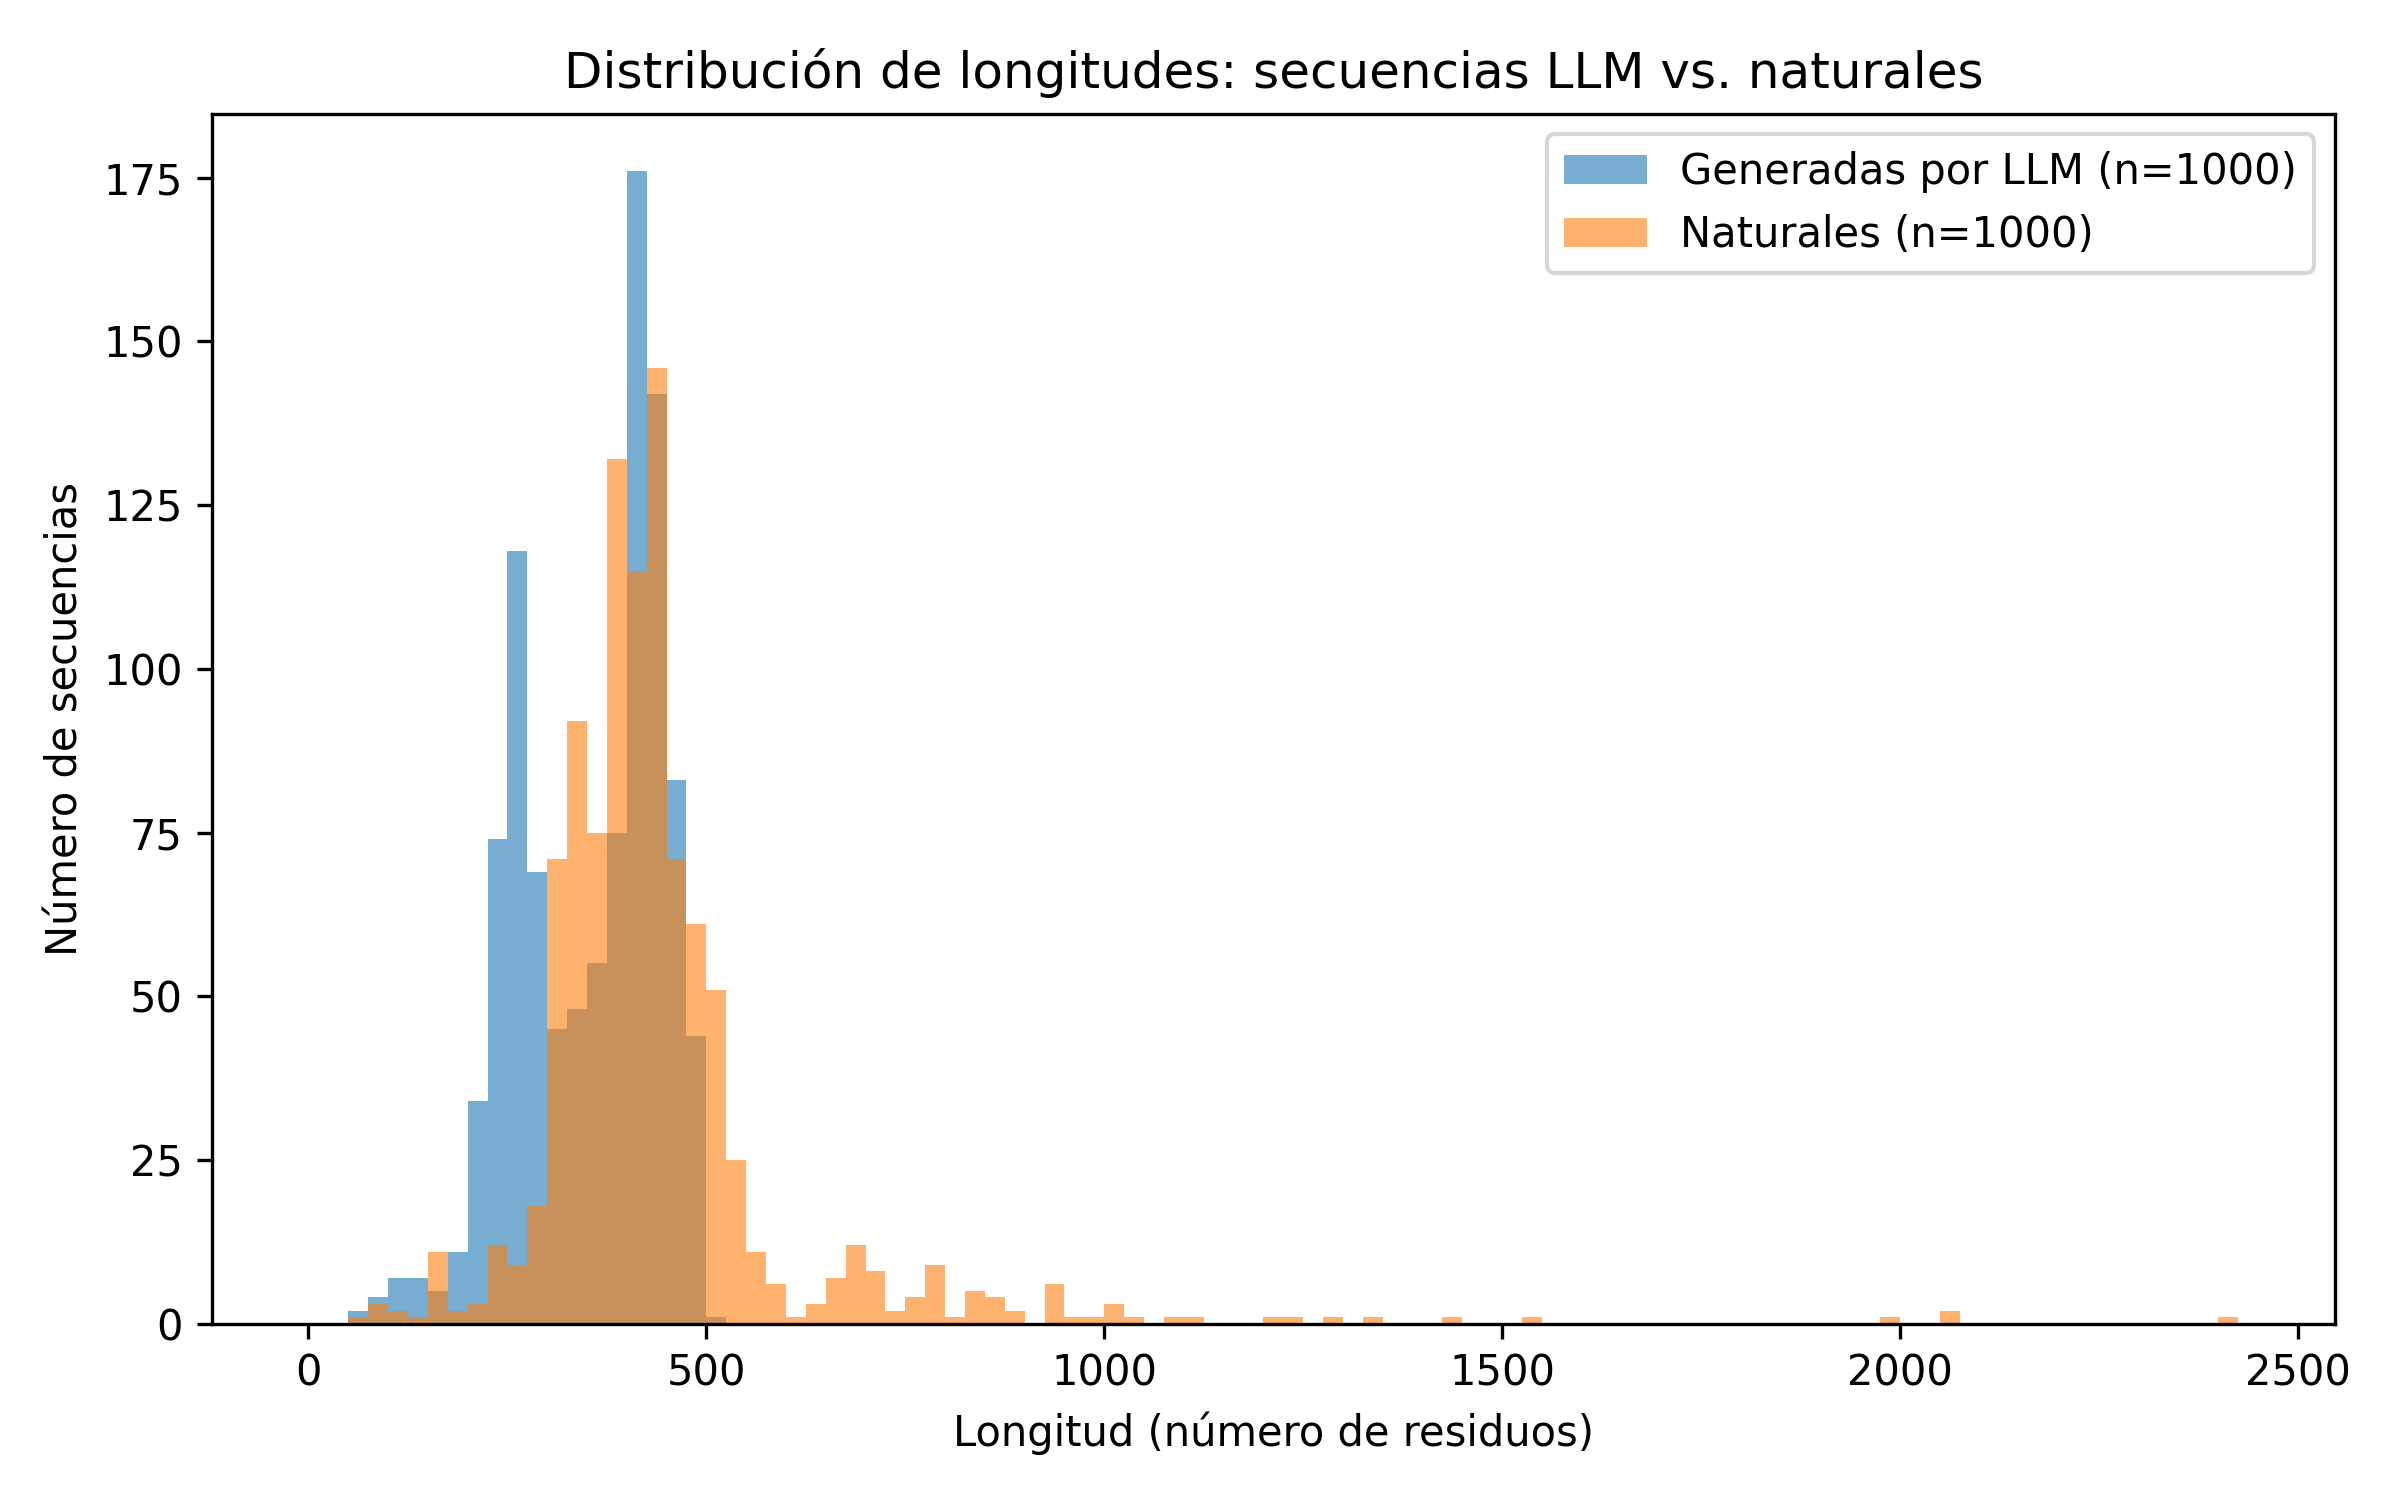 Distribución de longitudes: secuencias LLM vs. naturales
Generadas por LLM (n=1000)
Naturales (n=1000)
Número de secuencias
175
150
125
100
75
50
25
0
0 500 1000 1500 2000 2500
Longitud (número de residuos)